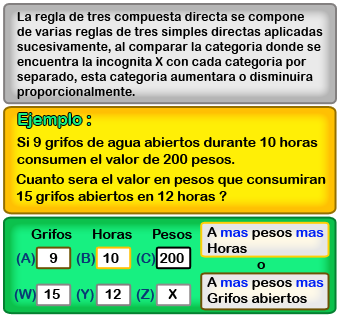 La regla de tres compuesta directa se compone
de varias reglas de tres simples directas aplicadas
sucesivamente, al comparar la categoria donde se
encuentra la incognita X con cada categoria por
separado, esta categoria aumentara o disminuira
proporcionalmente.
Ejemplo :
Si 9 grifos de agua abiertos durante 10 horas
consumen el valor de 200 pesos.
Cuanto sera el valor en pesos que consumiran
15 grifos abiertos en 12 horas ?
Grifos Horas Pesos
(A) 9 (B) 10 (C) 200
(W) 15 (Y) 12 (Z) X
A mas pesos mas
Horas
o
A mas pesos mas
Grifos abiertos